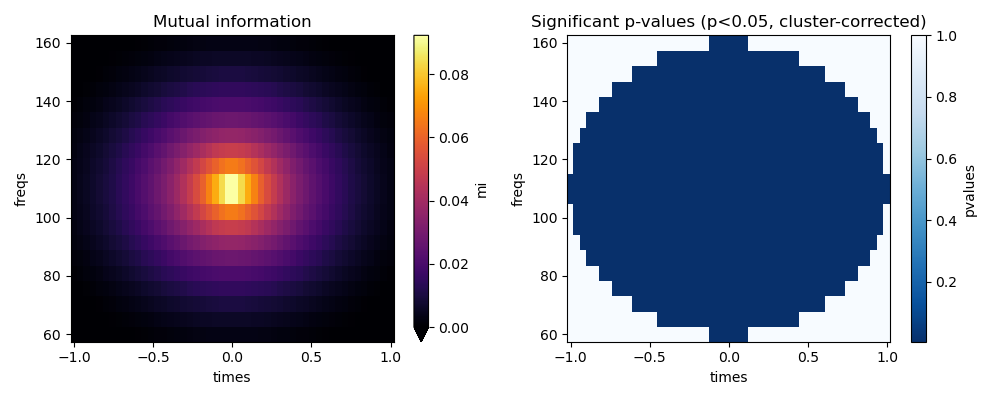 Mutual information
160
140
120
100
80
60
freqs
−1.0 −0.5 0.0 0.5 1.0
times
0.08
0.06
0.04
0.02
0.00
mi
Significant p-values (p<0.05, cluster-corrected)
160
140
120
100
80
60
freqs
−1.0 −0.5 0.0 0.5 1.0
times
1.0
0.8
0.6
0.4
0.2
pvalues